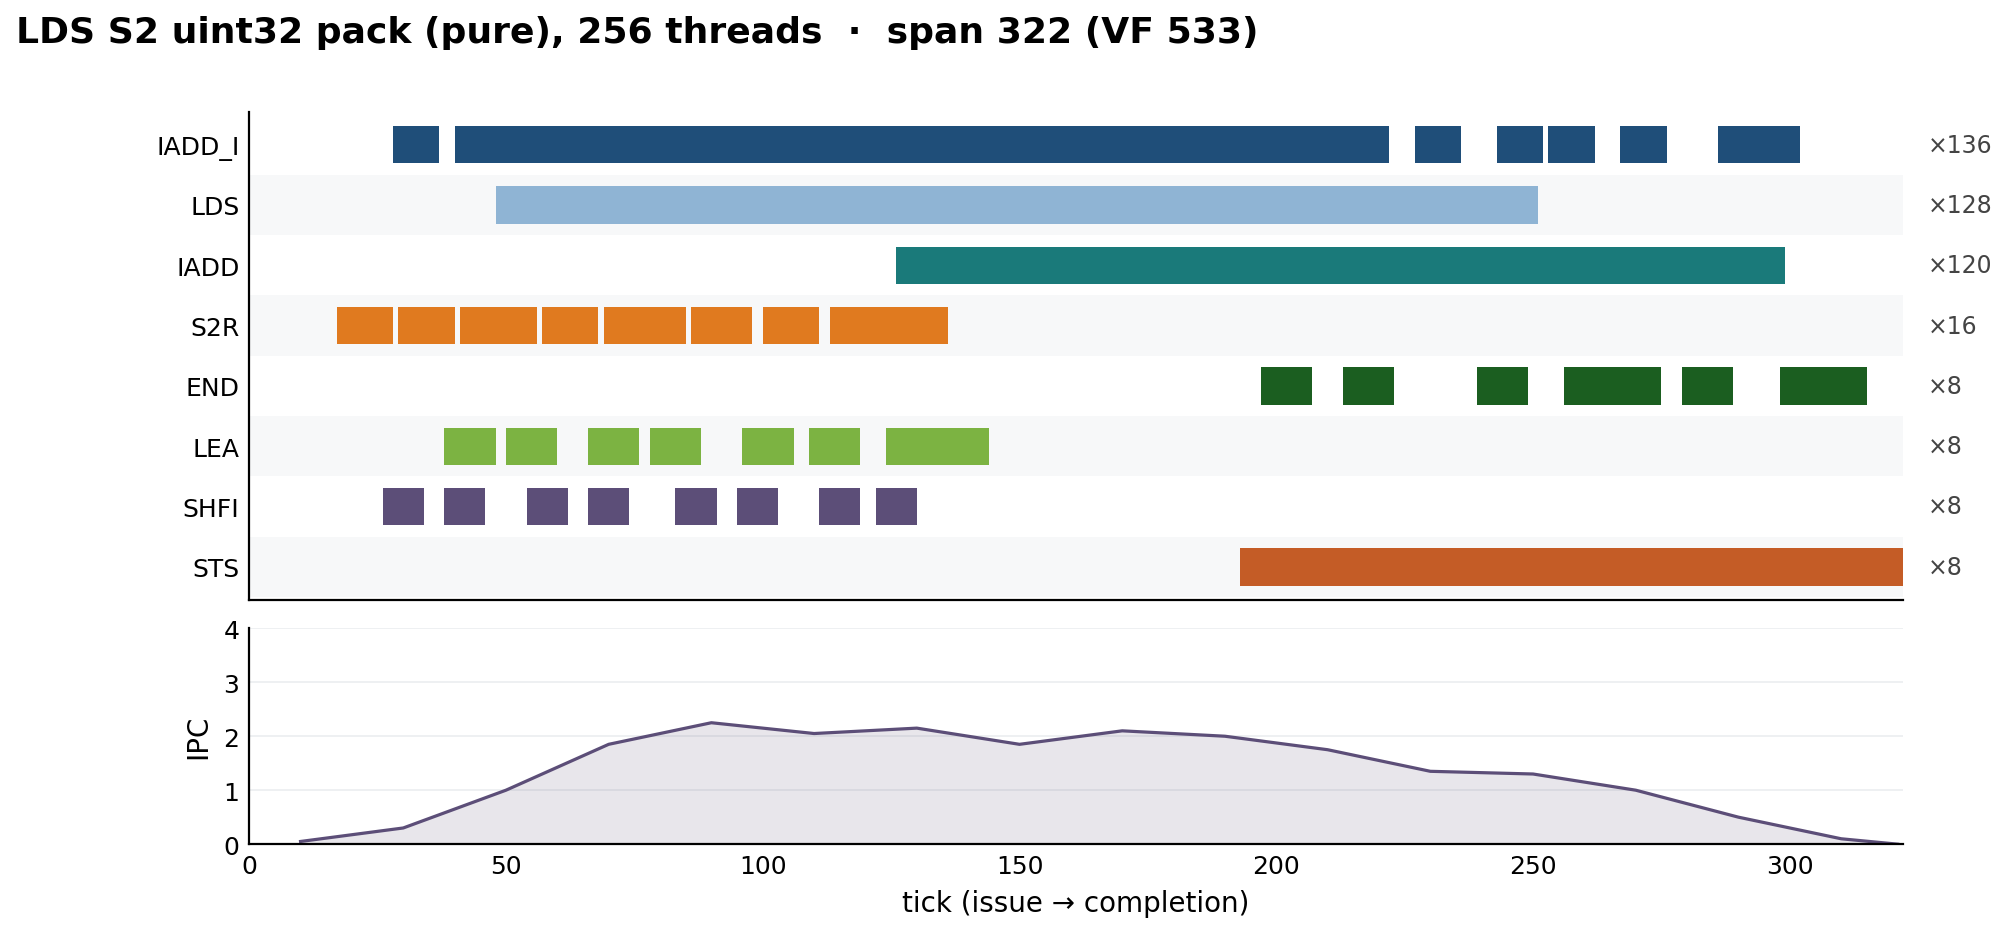 LDS S2 uint32 pack (pure), 256 threads · span 322 (VF 533)
IADD_I ×136
LDS ×128
IADD ×120
S2R ×16
END ×8
LEA ×8
SHFI ×8
STS ×8
4
3
2
1
0
IPC
0 50 100 150 200 250 300
tick (issue → completion)